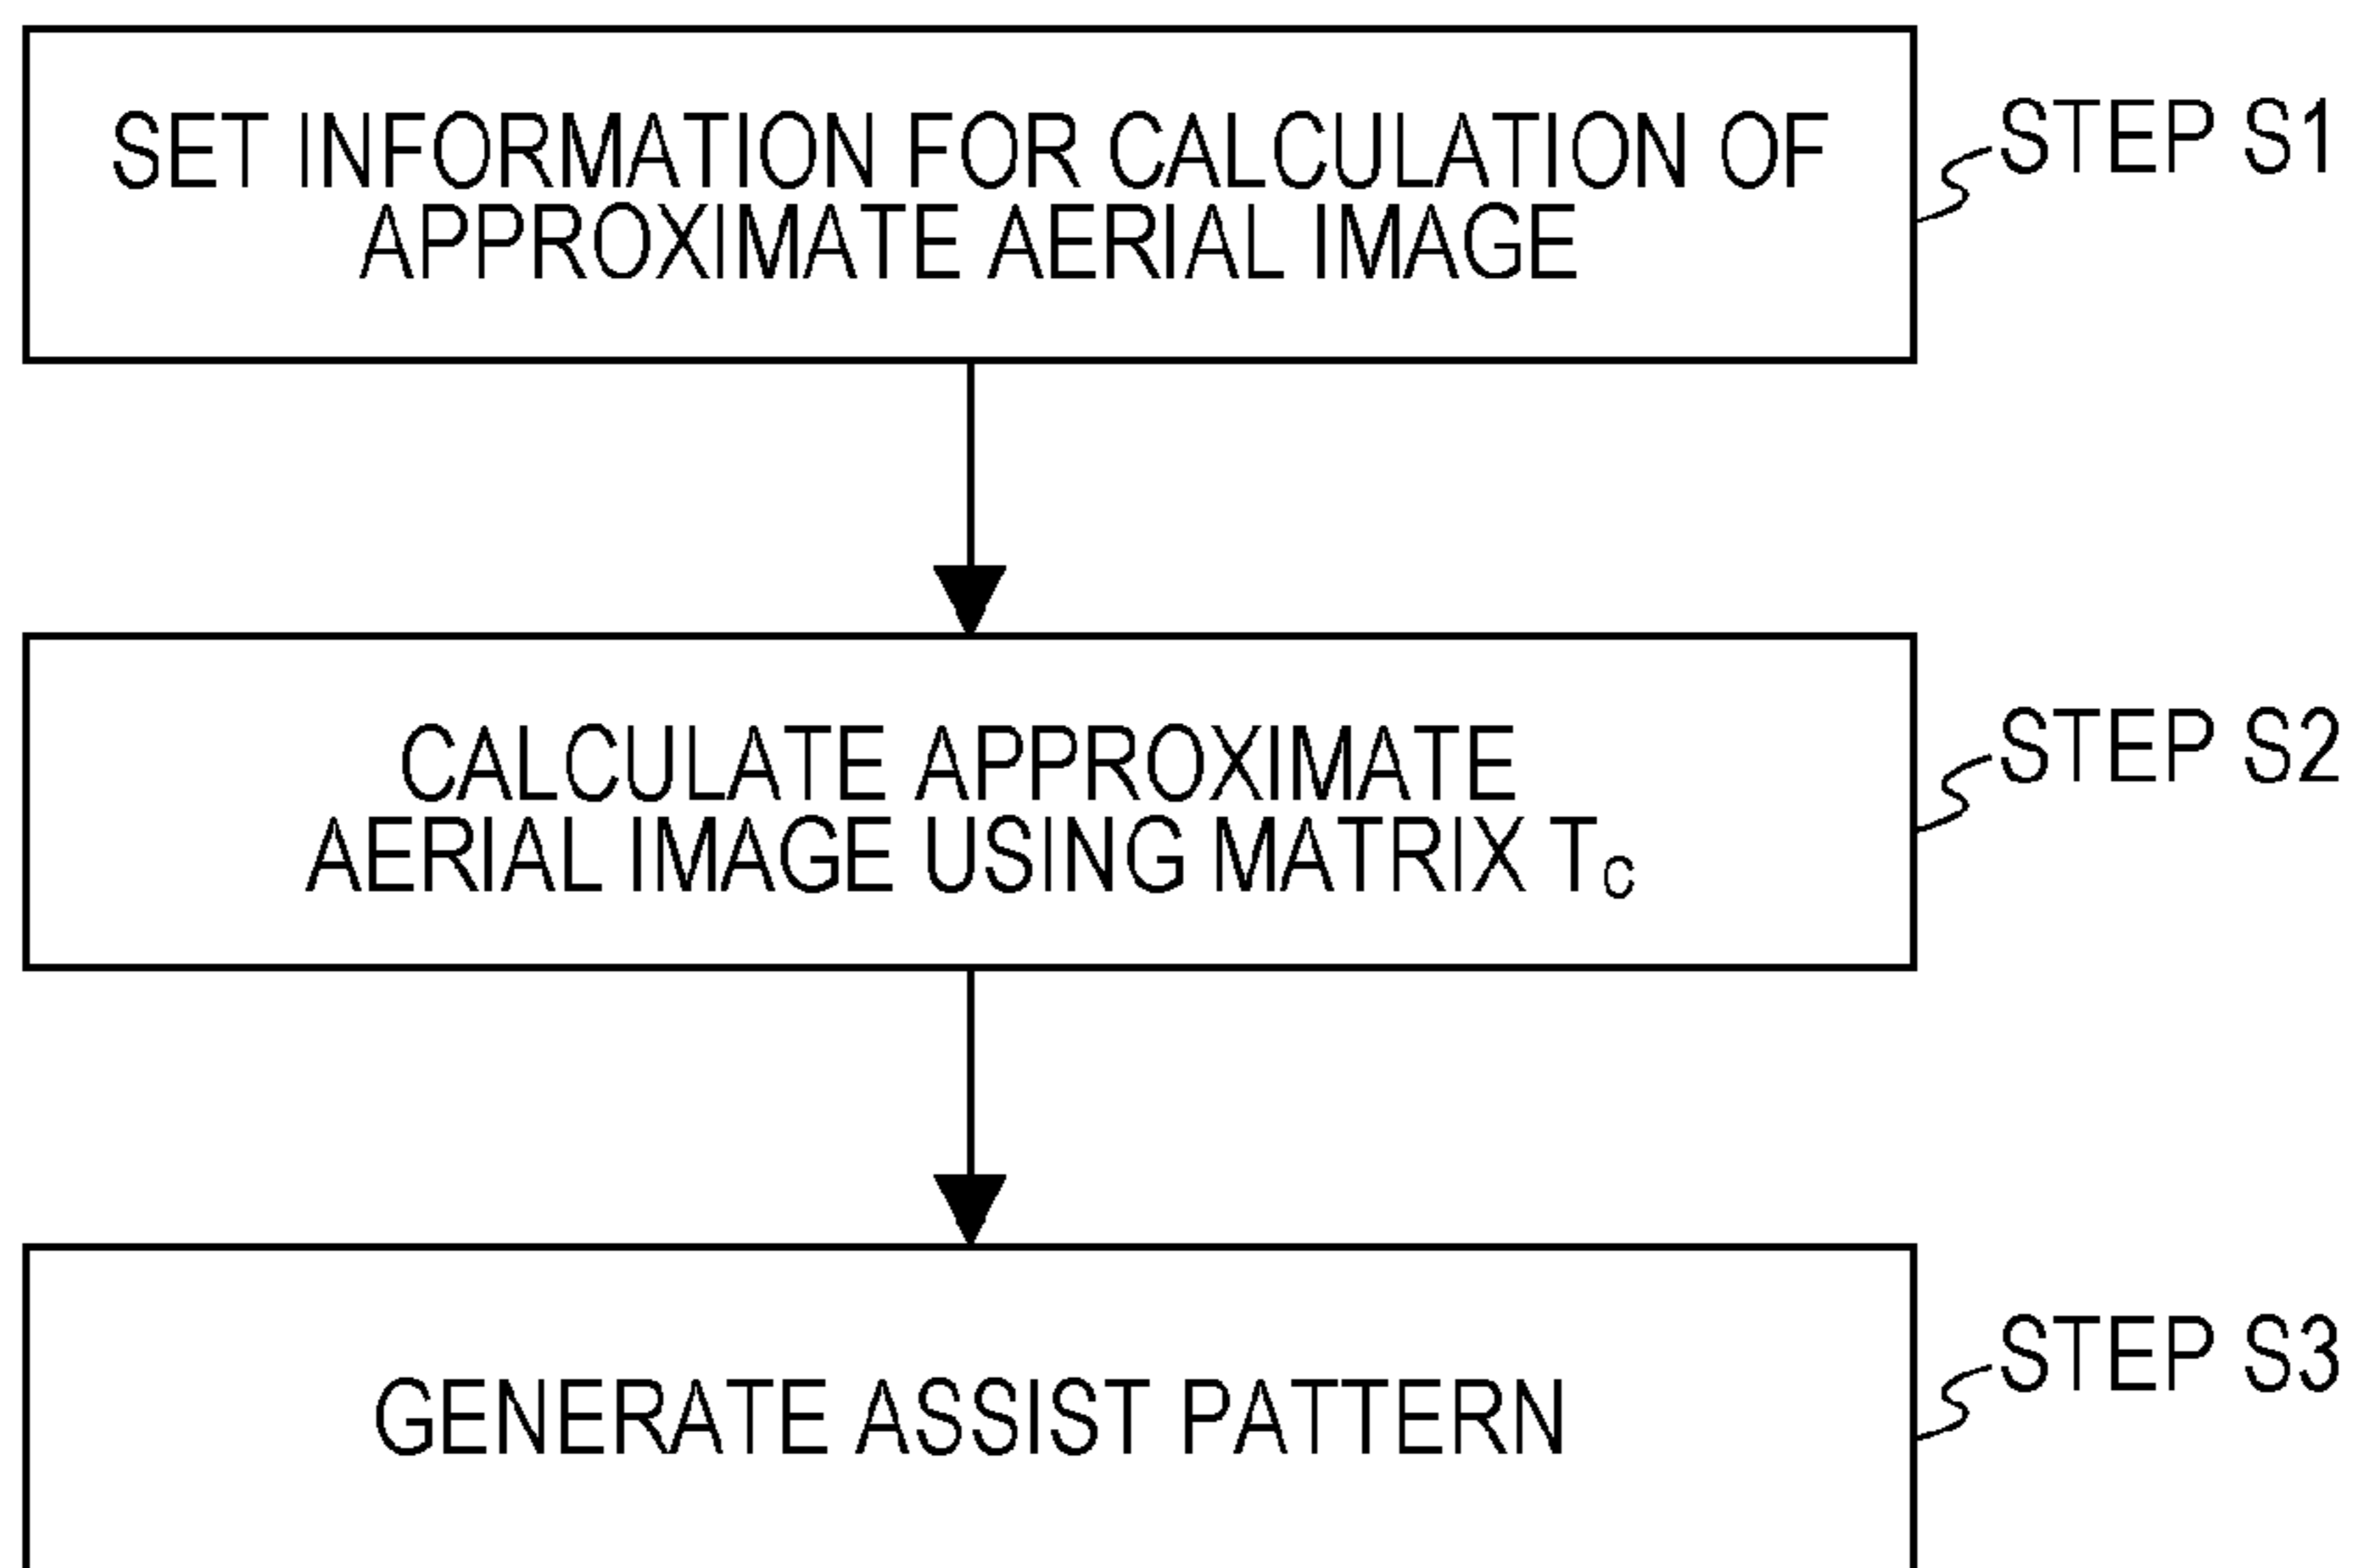 SET INFORMATION FOR CALCULATION OF
APPROXIMATE AERIAL IMAGE
STEP S1
CALCULATE APPROXIMATE
AERIAL IMAGE USING MATRIX T_C
STEP S2
GENERATE ASSIST PATTERN
STEP S3